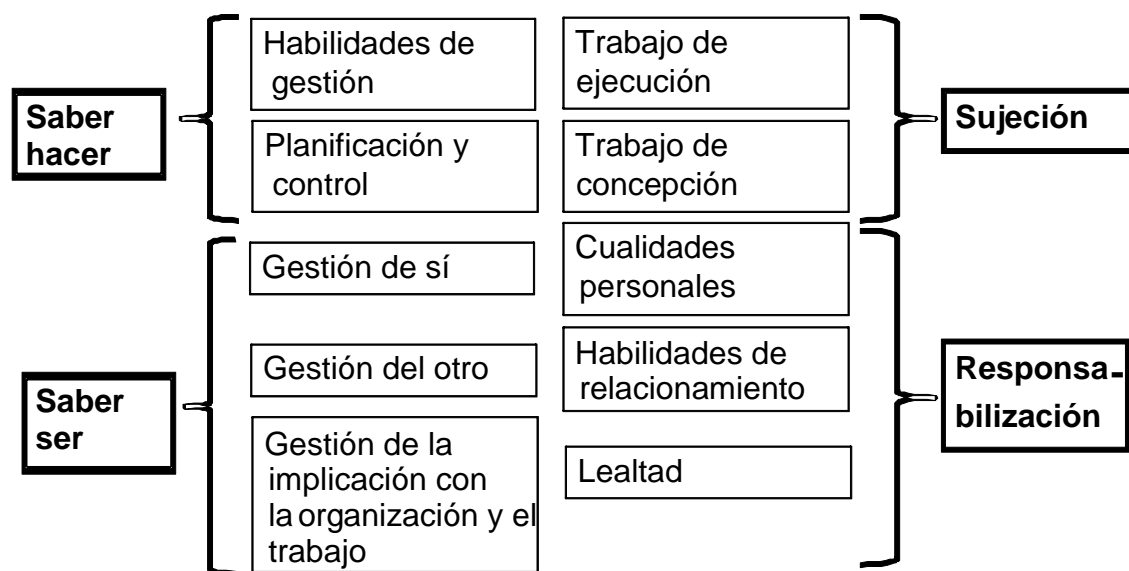 Saber
hacer
Habilidades de
gestión
Planificación y
control
Trabajo de
ejecución
Trabajo de
concepción
Sujeción
Saber
ser
Gestión de sí
Gestión del otro
Gestión de la
implicación con
la organización y el
trabajo
Cualidades
personales
Habilidades de
relacionamiento
Lealtad
Responsa-
bilización